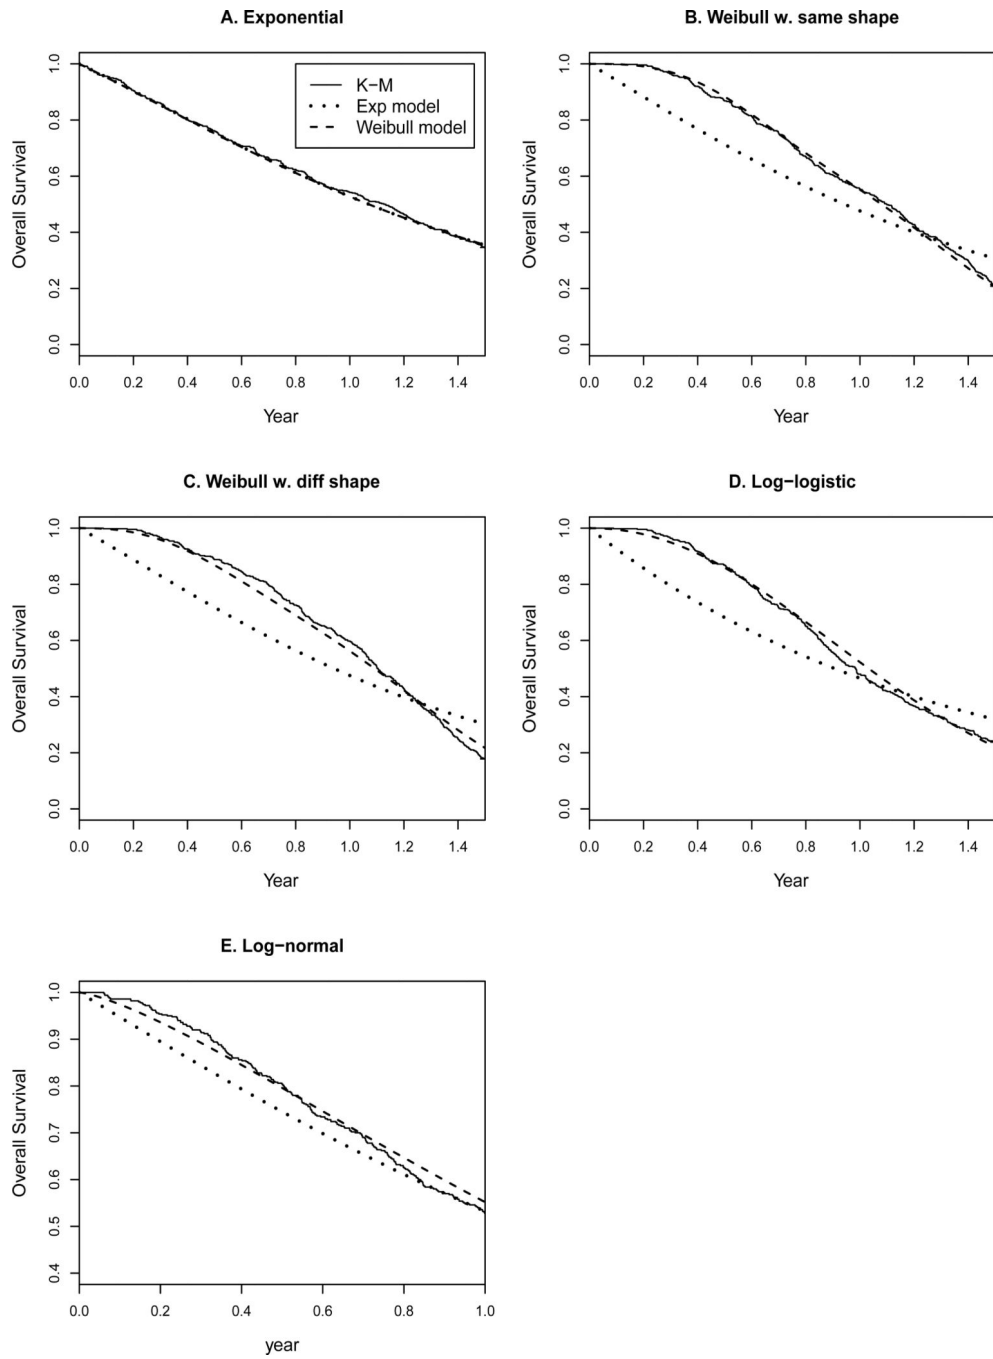 A. Exponential
Overall Survival
1.0
0.8
0.6
0.4
0.2
0.0
K−M
Exp model
Weibull model
0.0 0.2 0.4 0.6 0.8 1.0 1.2 1.4
Year
B. Weibull w. same shape
Overall Survival
1.0
0.8
0.6
0.4
0.2
0.0
0.0 0.2 0.4 0.6 0.8 1.0 1.2 1.4
Year
C. Weibull w. diff shape
Overall Survival
1.0
0.8
0.6
0.4
0.2
0.0
0.0 0.2 0.4 0.6 0.8 1.0 1.2 1.4
Year
D. Log−logistic
Overall Survival
1.0
0.8
0.6
0.4
0.2
0.0
0.0 0.2 0.4 0.6 0.8 1.0 1.2 1.4
Year
E. Log−normal
Overall Survival
1.0
0.9
0.8
0.7
0.6
0.5
0.4
0.0 0.2 0.4 0.6 0.8 1.0
year